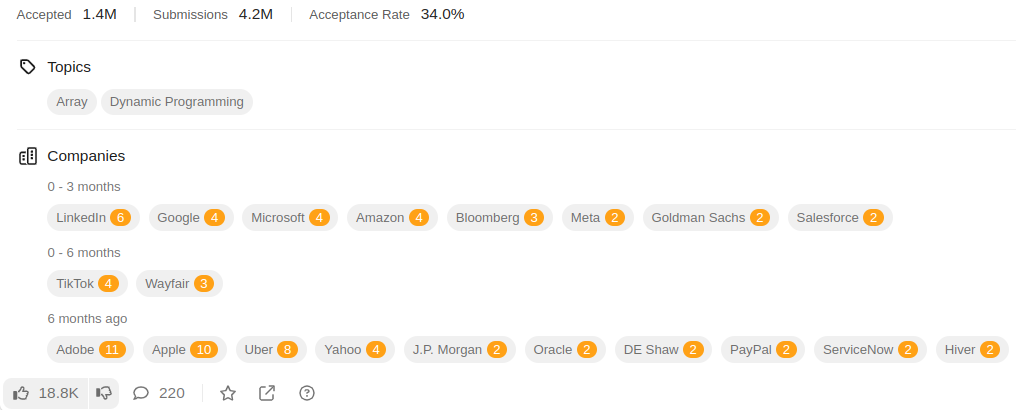 Accepted 1.4M Submissions 4.2M Acceptance Rate 34.0%
Topics
Array Dynamic Programming
Companies
0 - 3 months
LinkedIn 6 Google 4 Microsoft 4 Amazon 4 Bloomberg 3 Meta 2 Goldman Sachs 2 Salesforce 2
0 - 6 months
TikTok 4 Wayfair 3
6 months ago
Adobe 11 Apple 10 Uber 8 Yahoo 4 J.P. Morgan 2 Oracle 2 DE Shaw 2 PayPal 2 ServiceNow 2 Hiver 2
18.8K 220